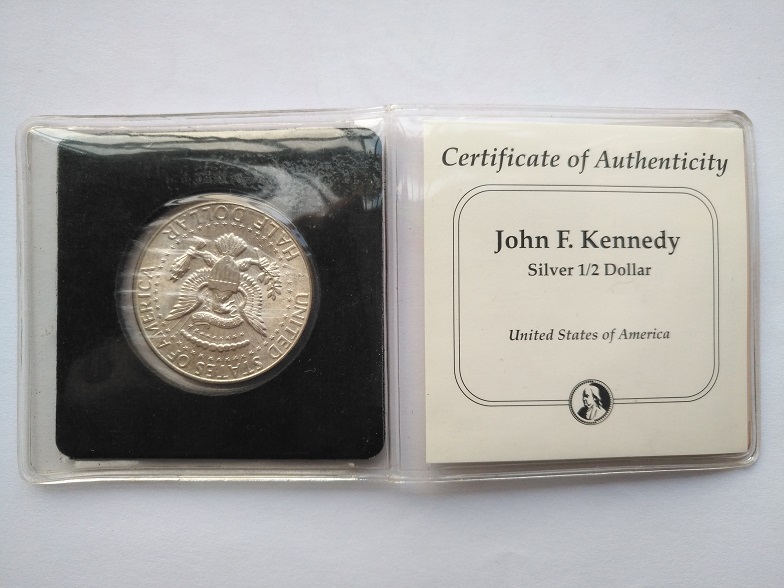 UNITED STATES OF AMERICA
HALF DOLLAR
Certificate of Authenticity
John F. Kennedy
Silver 1/2 Dollar
United States of America